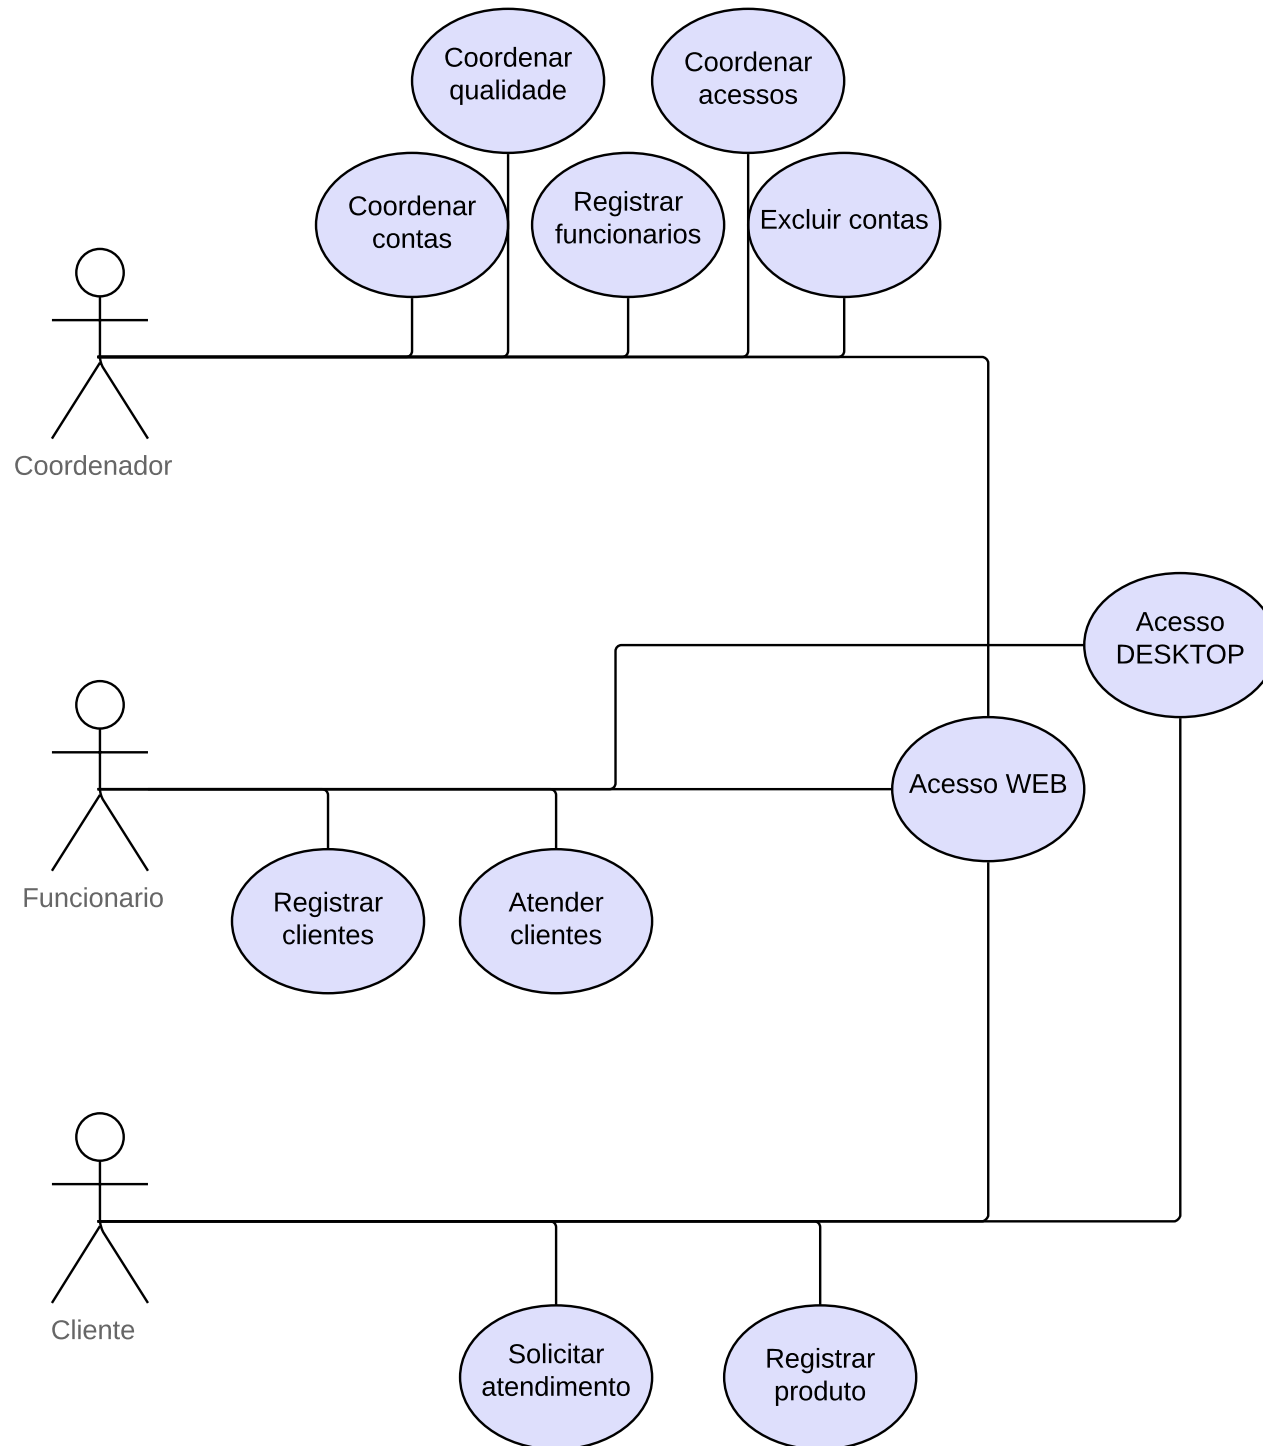 Coordenar
qualidade
Coordenar
acessos
Coordenar
contas
Registrar
funcionarios
Excluir contas
Coordenador
Acesso
DESKTOP
Acesso WEB
Funcionario
Registrar
clientes
Atender
clientes
Cliente
Solicitar
atendimento
Registrar
produto